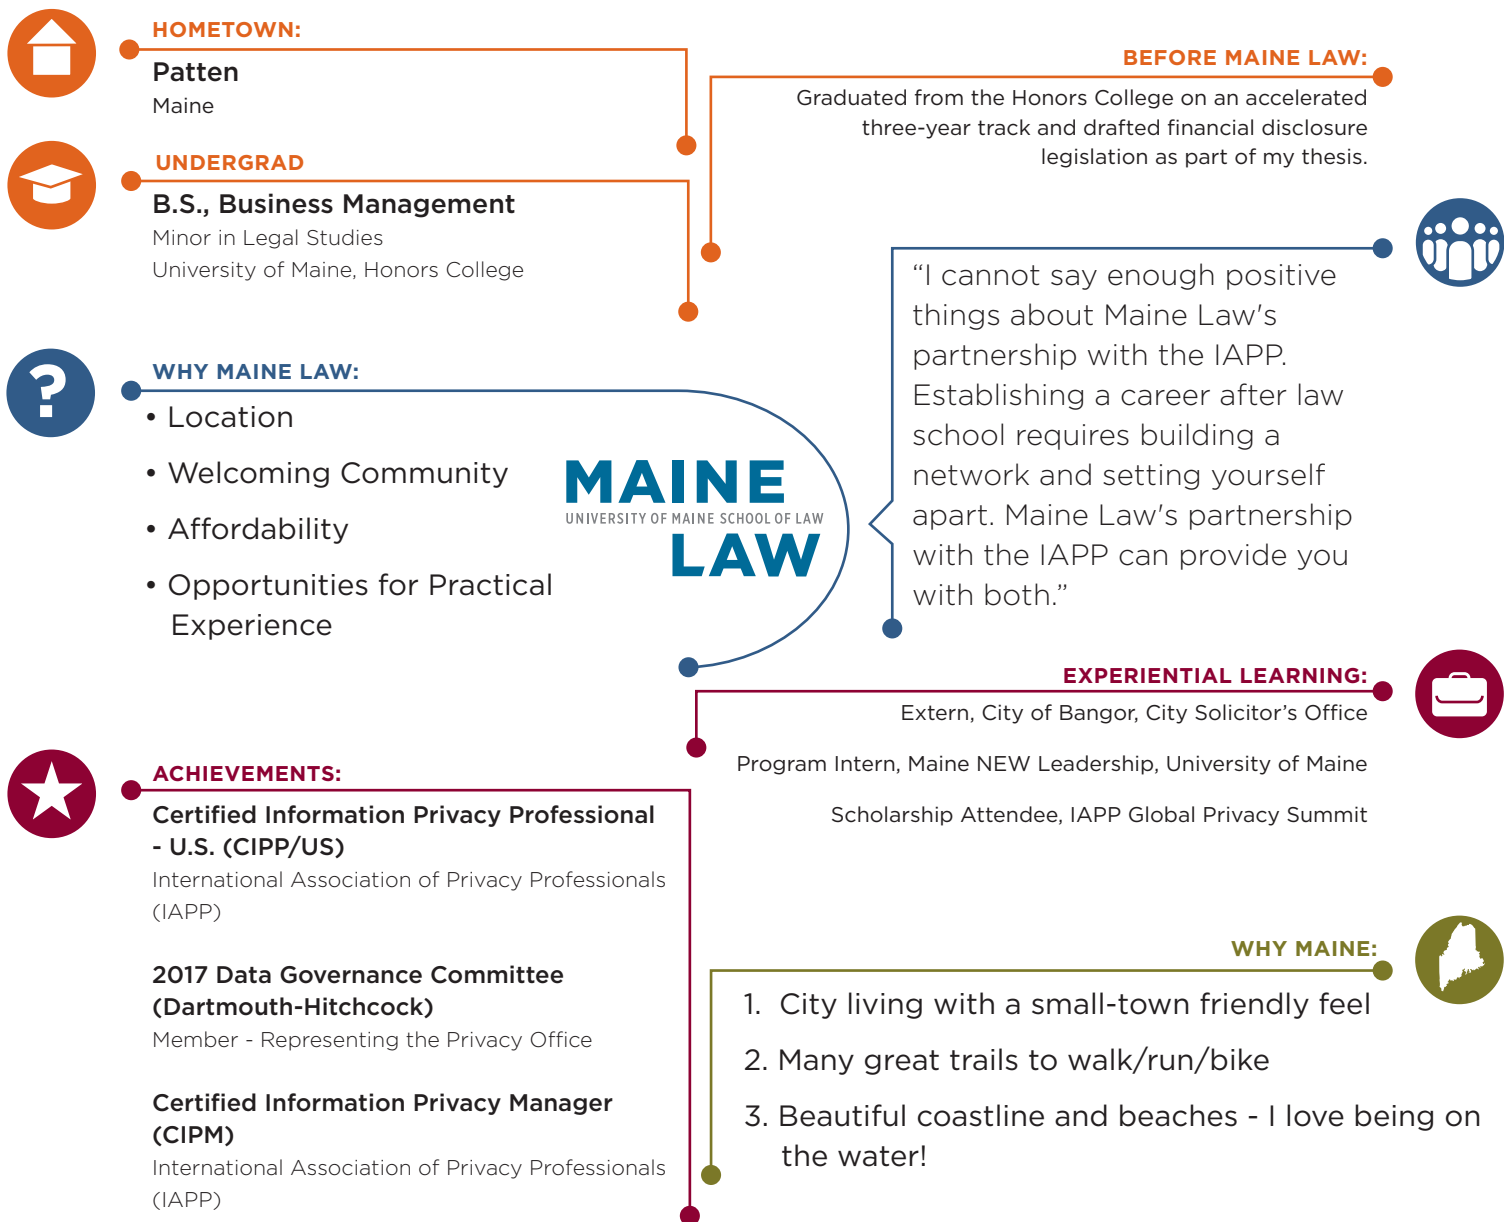 HOMETOWN:
Patten
Maine
UNDERGRAD
B.S., Business Management
Minor in Legal Studies
University of Maine, Honors College
BEFORE MAINE LAW:
Graduated from the Honors College on an accelerated
three-year track and drafted financial disclosure
legislation as part of my thesis.
?
WHY MAINE LAW:
• Location
• Welcoming Community
• Affordability
• Opportunities for Practical
Experience
MAINE
UNIVERSITY OF MAINE SCHOOL OF LAW
LAW
“I cannot say enough positive
things about Maine Law's
partnership with the IAPP.
Establishing a career after law
school requires building a
network and setting yourself
apart. Maine Law's partnership
with the IAPP can provide you
with both.”
EXPERIENTIAL LEARNING:
Extern, City of Bangor, City Solicitor’s Office
Program Intern, Maine NEW Leadership, University of Maine
Scholarship Attendee, IAPP Global Privacy Summit
ACHIEVEMENTS:
Certified Information Privacy Professional
- U.S. (CIPP/US)
International Association of Privacy Professionals
(IAPP)
2017 Data Governance Committee
(Dartmouth-Hitchcock)
Member - Representing the Privacy Office
Certified Information Privacy Manager
(CIPM)
International Association of Privacy Professionals
(IAPP)
WHY MAINE:
1. City living with a small-town friendly feel
2. Many great trails to walk/run/bike
3. Beautiful coastline and beaches - I love being on
the water!